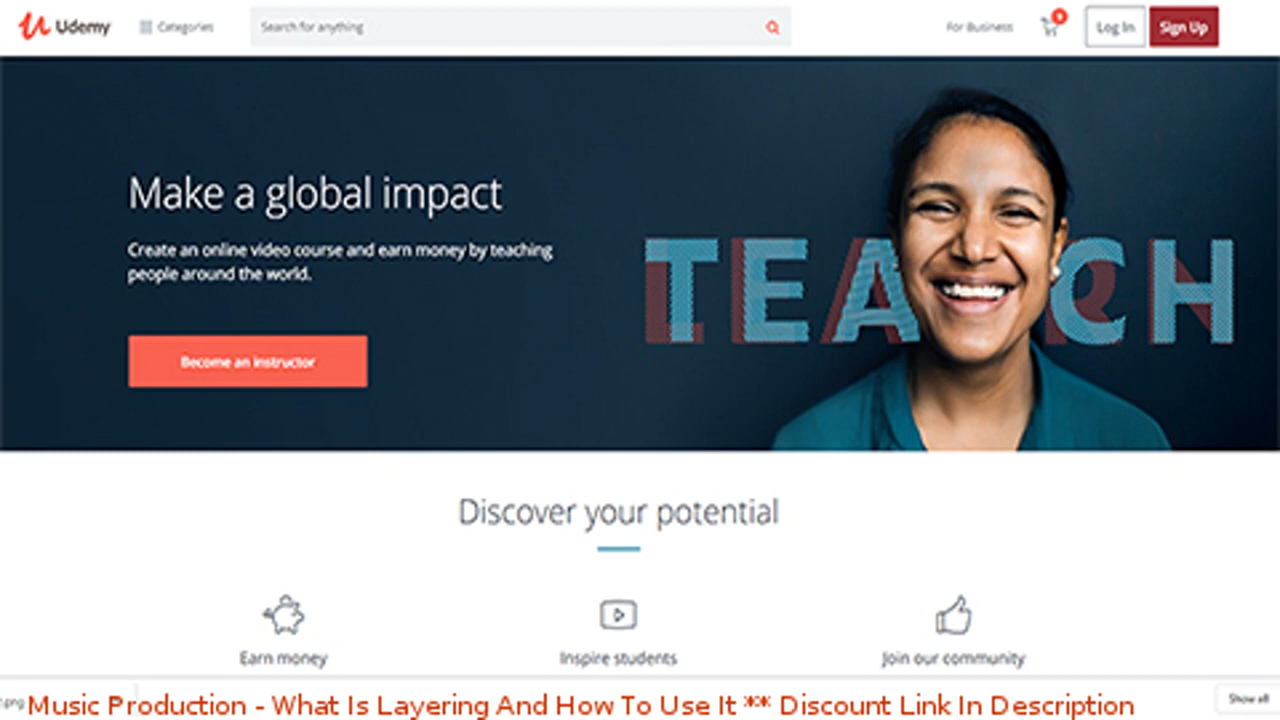 Udemy
Categories
Search for anything
For Business
Log In
Sign Up
Make a global impact
Create an online video course and earn money by teaching
people around the world.
TEACH
Become an instructor
Discover your potential
Earn money
Inspire students
Join our community
.png
Show all
Music Production - What Is Layering And How To Use It ** Discount Link In Description